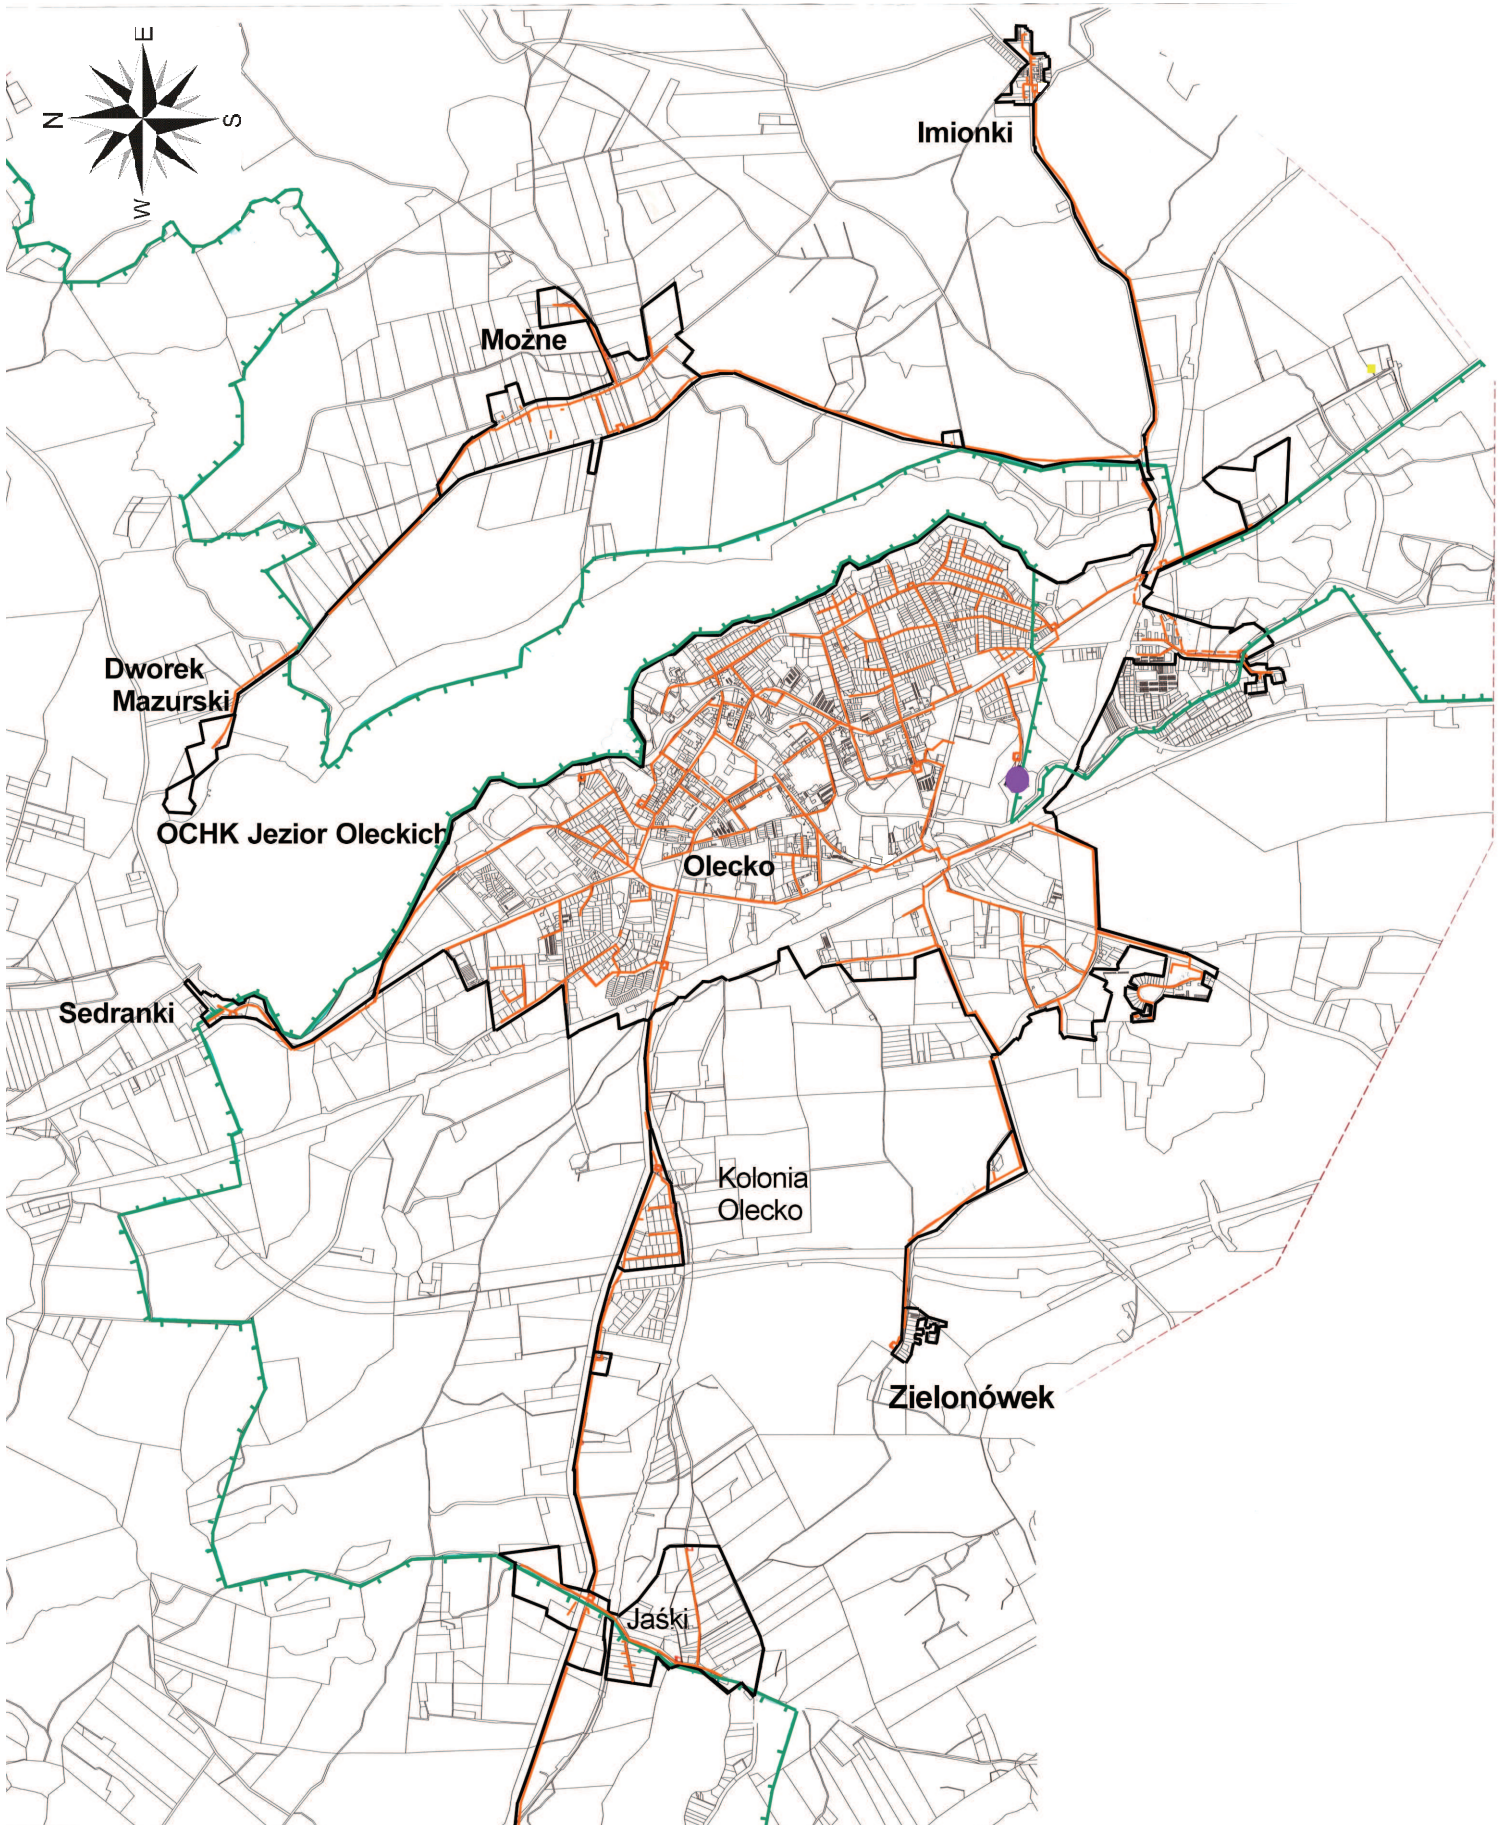 E
N
S
W
Imionki
Możne
Dworek
Mazurski
OCHK Jezior Oleckich
Olecko
Sedranki
Kolonia
Olecko
Zielonówek
Jaśki